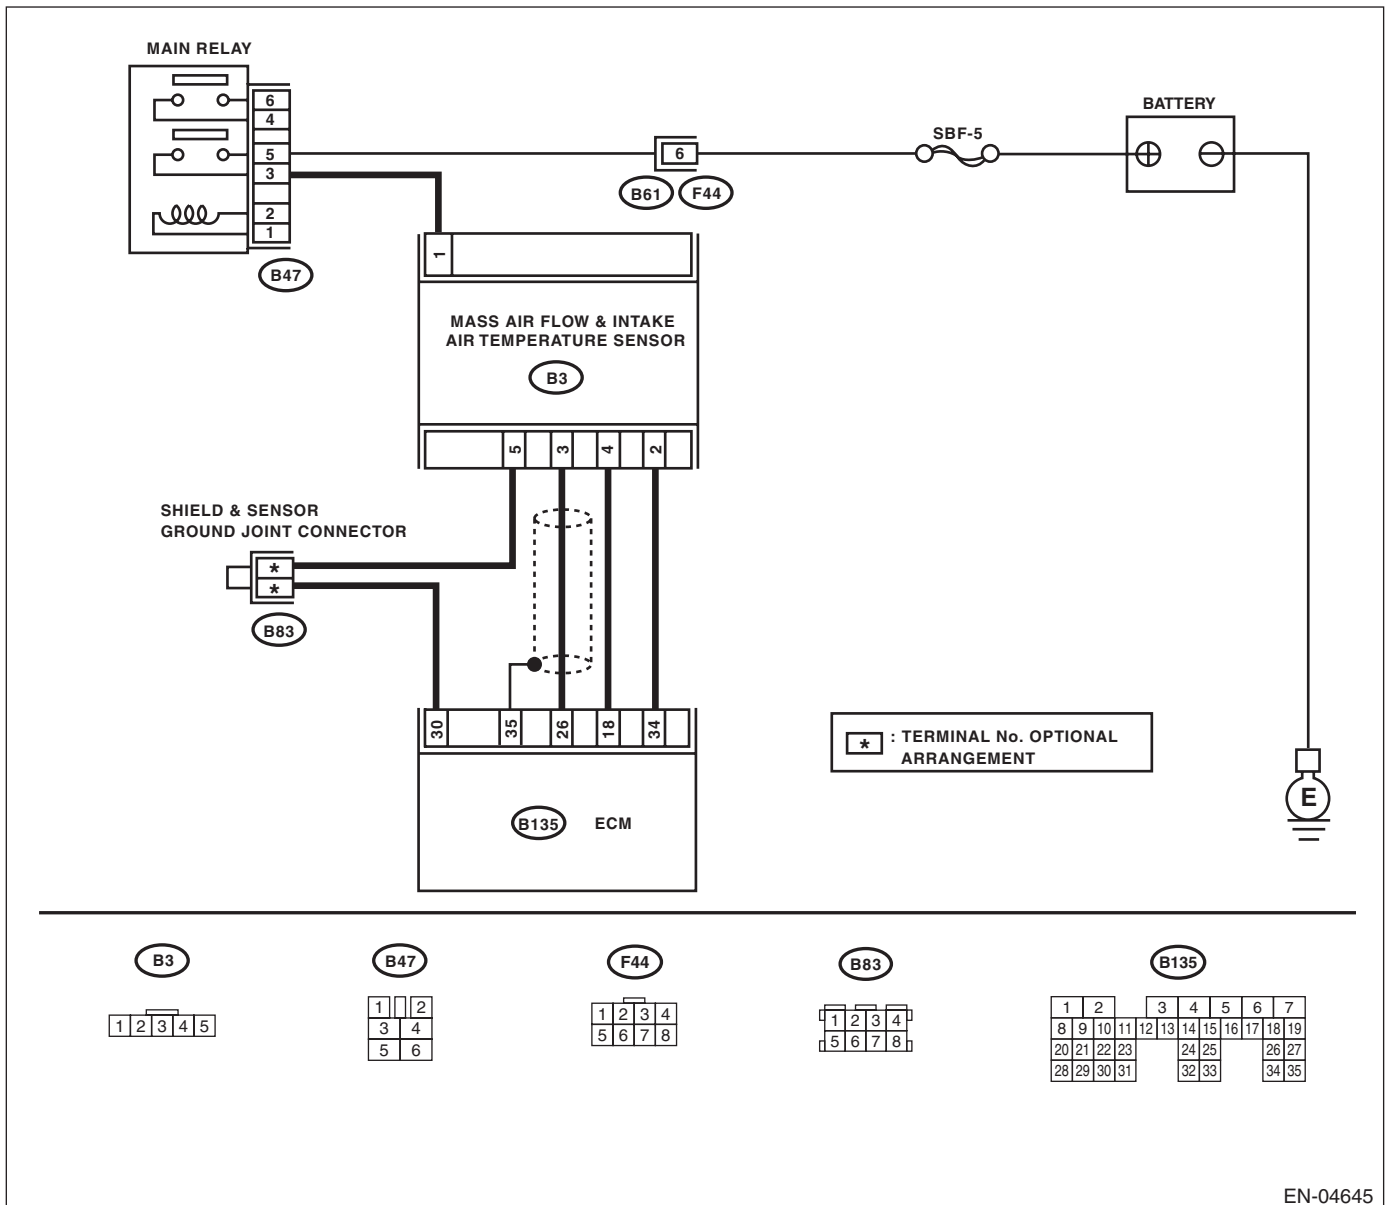 MAIN RELAY
6
4
5
3
2
1
B47
6
B61 F44
SBF-5
BATTERY
1
MASS AIR FLOW & INTAKE
AIR TEMPERATURE SENSOR
B3
5 3 4 2
SHIELD & SENSOR
GROUND JOINT CONNECTOR
*
*
B83
30 35 26 18 34
B135 ECM
* : TERMINAL No. OPTIONAL
ARRANGEMENT
E
B3
1 2 3 4 5
B47
1 2
3 4
5 6
F44
1 2 3 4
5 6 7 8
B83
1 2 3 4
5 6 7 8
B135
1 2 3 4 5 6 7
8 9 10 11 12 13 14 15 16 17 18 19
20 21 22 23 24 25 26 27
28 29 30 31 32 33 34 35
EN-04645